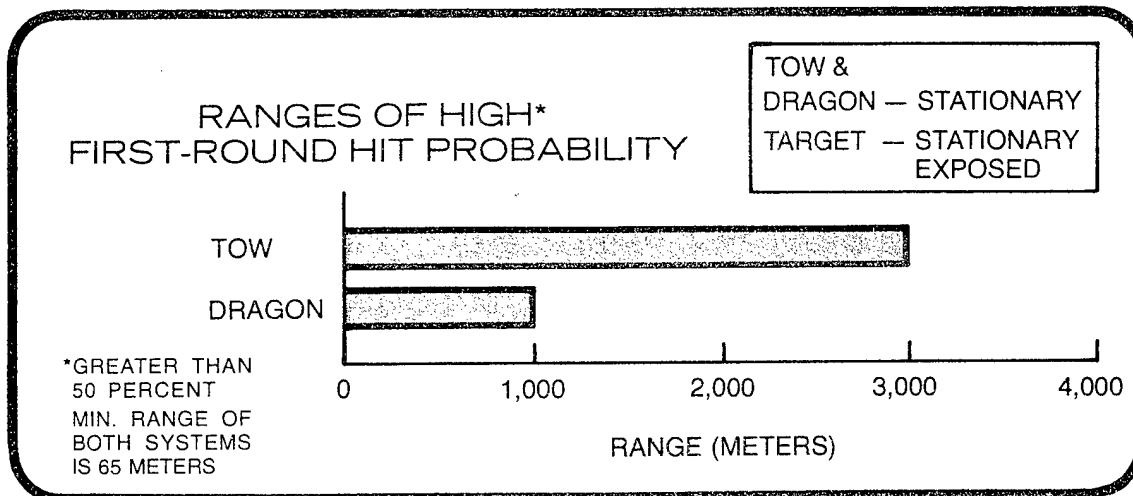 RANGES OF HIGH*
FIRST-ROUND HIT PROBABILITY
TOW &
DRAGON — STATIONARY
TARGET — STATIONARY
EXPOSED
TOW
DRAGON
*GREATER THAN
50 PERCENT
MIN. RANGE OF
BOTH SYSTEMS
IS 65 METERS
0 1,000 2,000 3,000 4,000
RANGE (METERS)